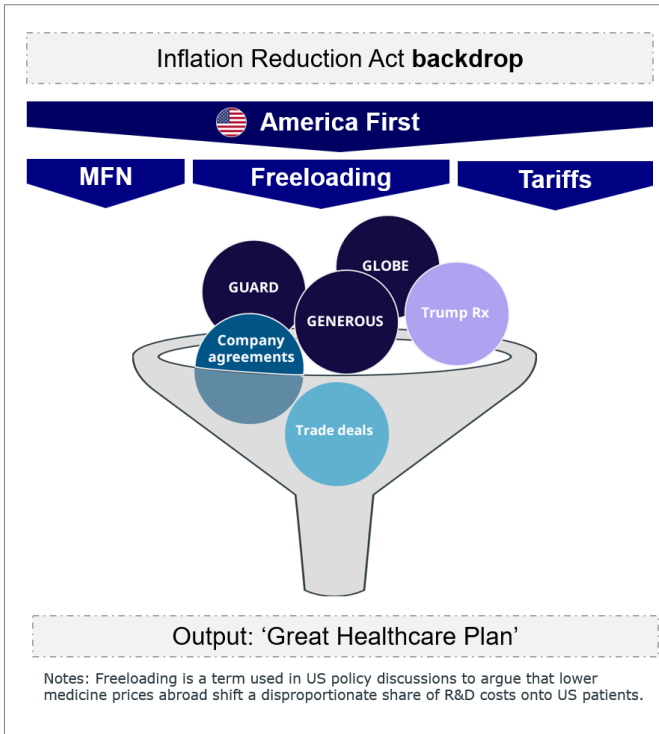 Inflation Reduction Act backdrop
America First
MFN
Freeloading
Tariffs
GLOBE
GUARD
GENEROUS
Trump Rx
Company
agreements
Trade deals
Output: ‘Great Healthcare Plan’
Notes: Freeloading is a term used in US policy discussions to argue that lower
medicine prices abroad shift a disproportionate share of R&D costs onto US patients.